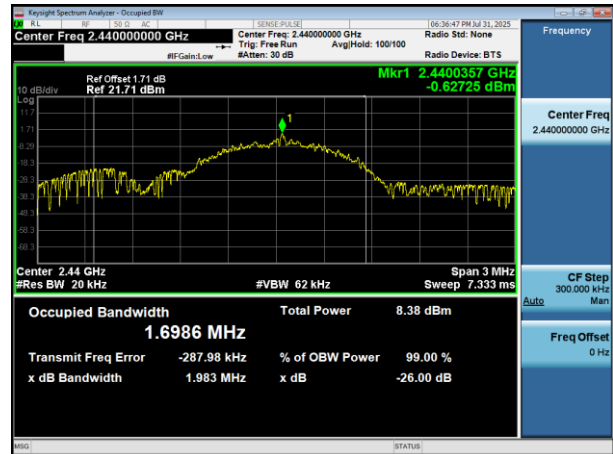 Keysight Spectrum Analyzer - Occupied BW
RL RF 50 Ω AC SENSE:PULSE 06:36:47 PM Jul 31, 2025
Center Freq 2.440000000 GHz Center Freq: 2.440000000 GHz Radio Std: None Frequency
Trig: Free Run Avg|Hold: 100/100
#IFGain:Low #Atten: 30 dB Radio Device: BTS
Ref Offset 1.71 dB Mkr1 2.4400357 GHz
10 dB/div Ref 21.71 dBm -0.62725 dBm
Log
11.7
1.71
-8.29
-18.3
-28.3
-38.3
-48.3
-58.3
-68.3
1
Center Freq
2.440000000 GHz
Center 2.44 GHz Span 3 MHz
#Res BW 20 kHz #VBW 62 kHz Sweep 7.333 ms
CF Step
300.000 kHz
Auto Man
Occupied Bandwidth Total Power 8.38 dBm
1.6986 MHz
Transmit Freq Error -287.98 kHz % of OBW Power 99.00 %
x dB Bandwidth 1.983 MHz x dB -26.00 dB
Freq Offset
0 Hz
MSG STATUS